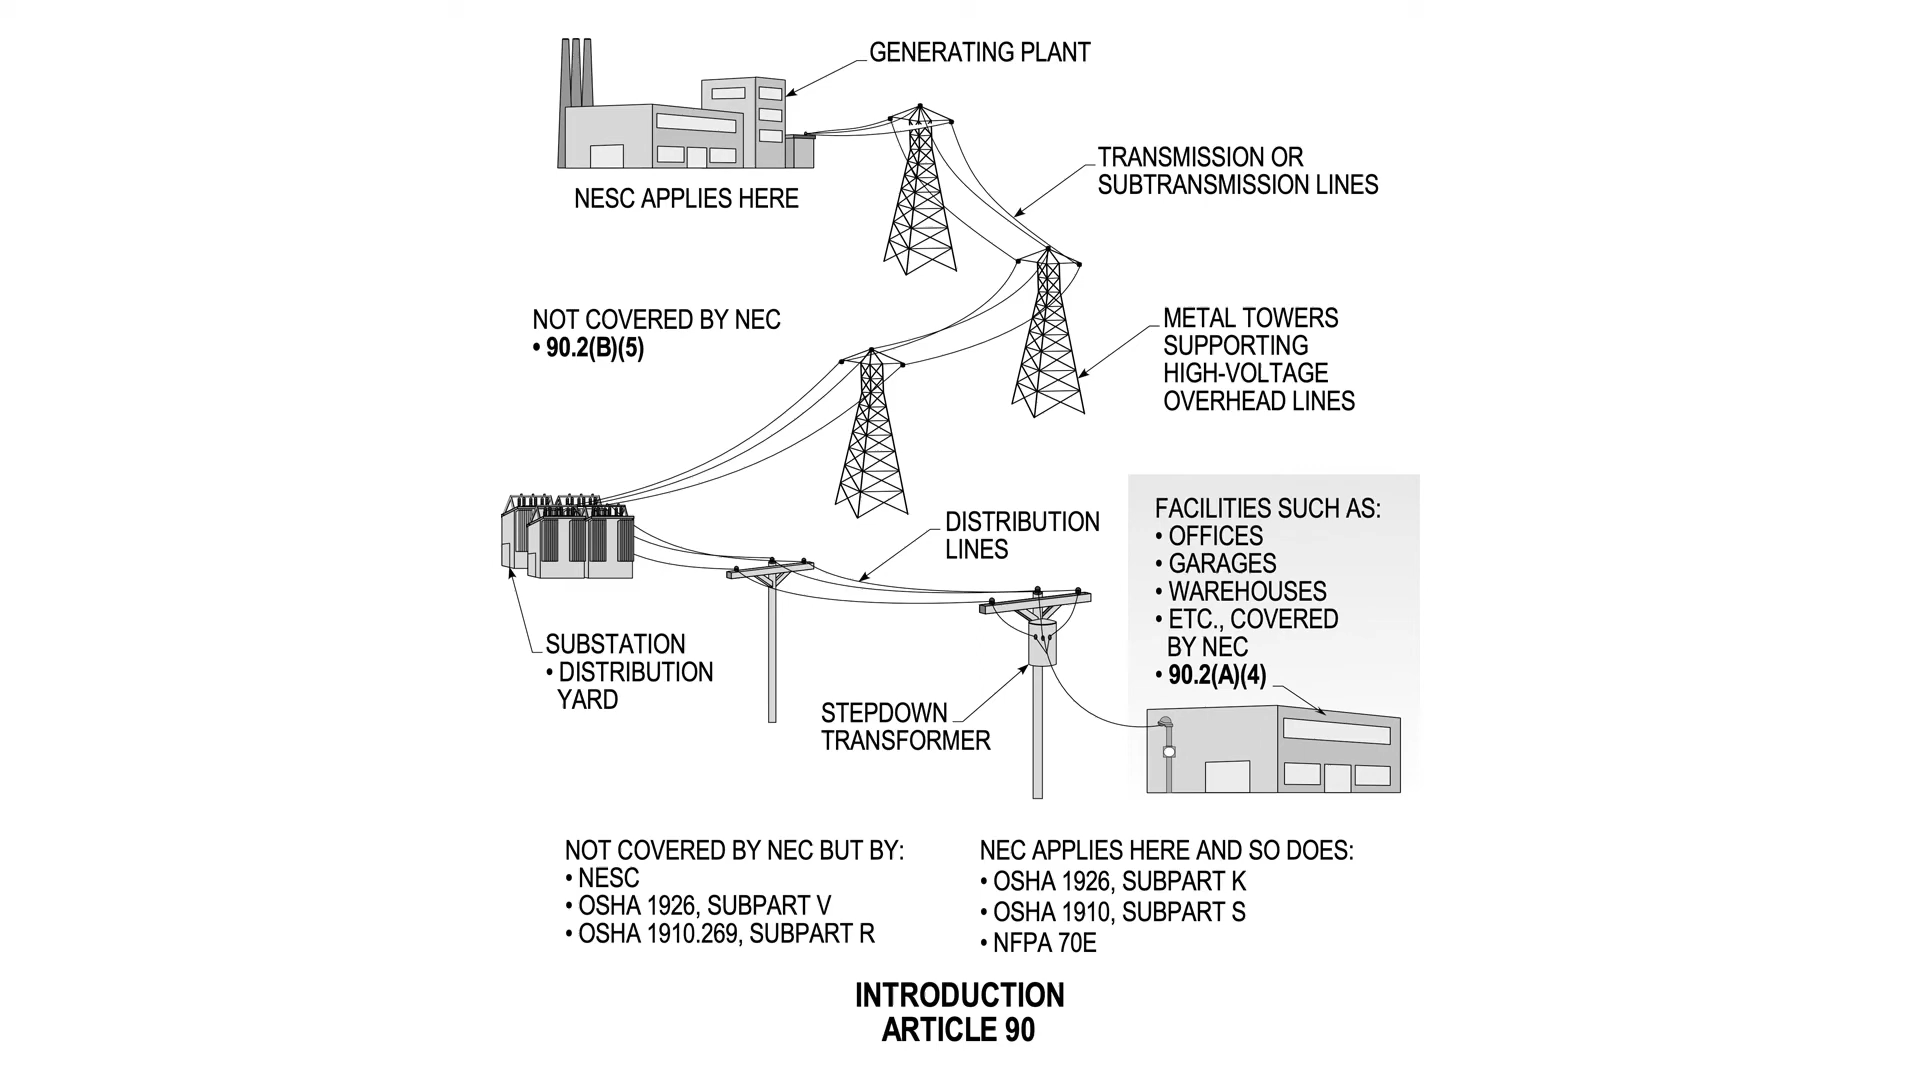 GENERATING PLANT
TRANSMISSION OR
SUBTRANSMISSION LINES
NESC APPLIES HERE
NOT COVERED BY NEC
• 90.2(B)(5)
METAL TOWERS
SUPPORTING
HIGH-VOLTAGE
OVERHEAD LINES
DISTRIBUTION
LINES
FACILITIES SUCH AS:
• OFFICES
• GARAGES
• WAREHOUSES
• ETC., COVERED
BY NEC
• 90.2(A)(4)
SUBSTATION
• DISTRIBUTION
YARD
STEPDOWN
TRANSFORMER
NOT COVERED BY NEC BUT BY:
• NESC
• OSHA 1926, SUBPART V
• OSHA 1910.269, SUBPART R
NEC APPLIES HERE AND SO DOES:
• OSHA 1926, SUBPART K
• OSHA 1910, SUBPART S
• NFPA 70E
INTRODUCTION
ARTICLE 90